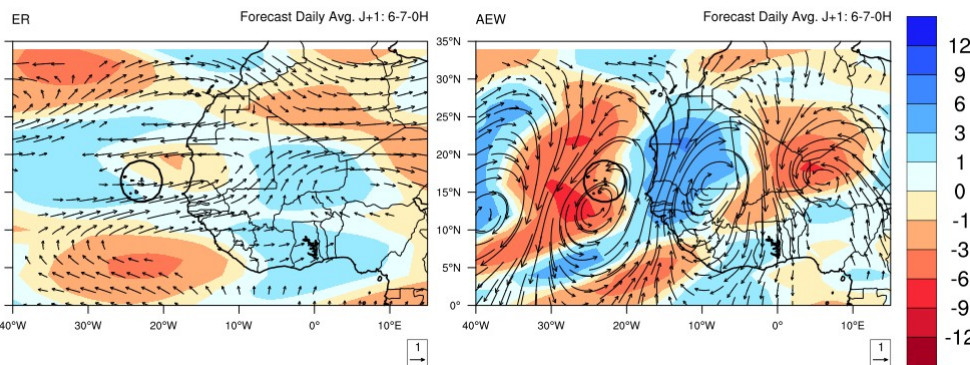 ER
Forecast Daily Avg. J+1: 6-7-0H
40°W
30°W
20°W
10°W
0°
10°E
1
AEW
Forecast Daily Avg. J+1: 6-7-0H
35°N
30°N
25°N
20°N
15°N
10°N
5°N
0°
40°W
30°W
20°W
10°W
0°
10°E
1
12
9
6
3
1
0
-1
-3
-6
-9
-12